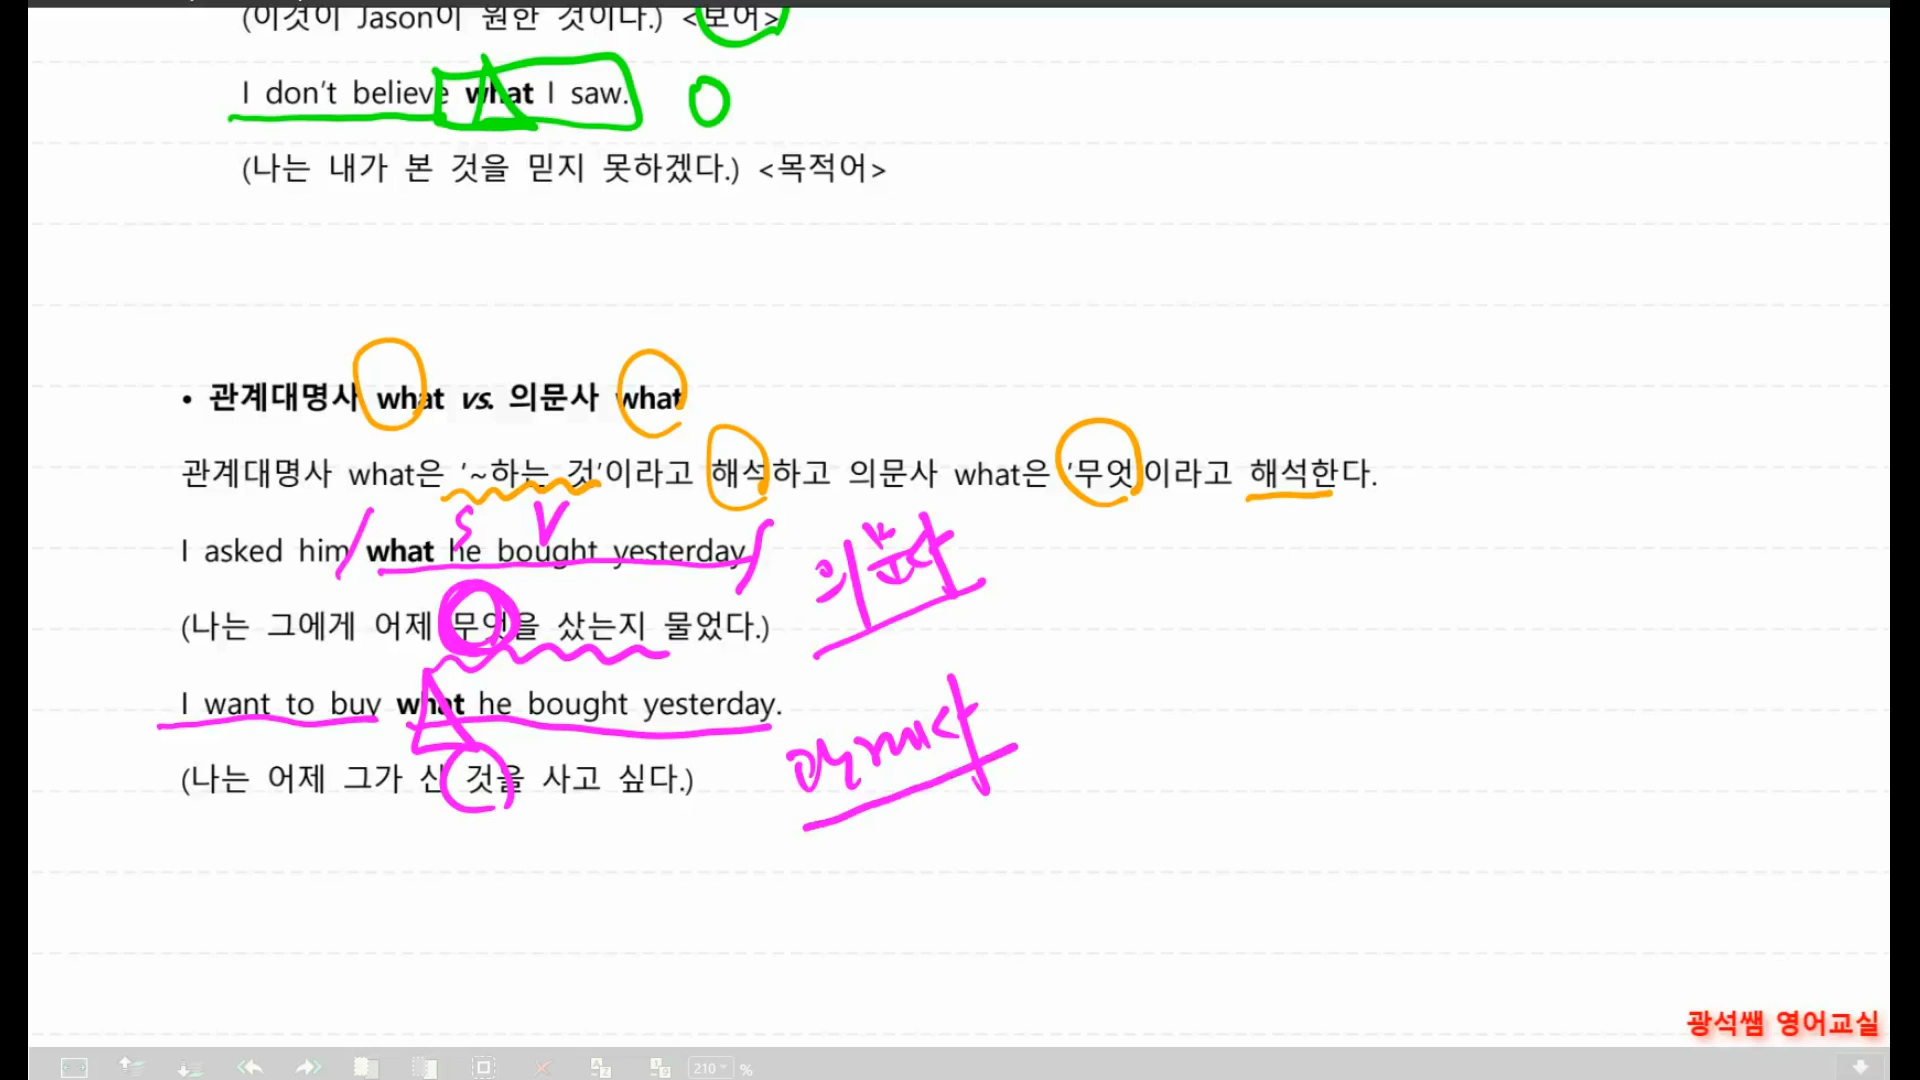 (이것이 Jason이 원한 것이다.) <보어>
I don't believe what I saw. O
(나는 내가 본 것을 믿지 못하겠다.) <목적어>
• 관계대명사 what vs. 의문사 what
관계대명사 what은 '~하는 것'이라고 해석하고 의문사 what은 '무엇'이라고 해석한다.
S V
I asked him what he bought yesterday. 의문사
(나는 그에게 어제 무엇을 샀는지 물었다.)
I want to buy what he bought yesterday.
(나는 어제 그가 산 것을 사고 싶다.)
광석쌤 영어교실
210 %